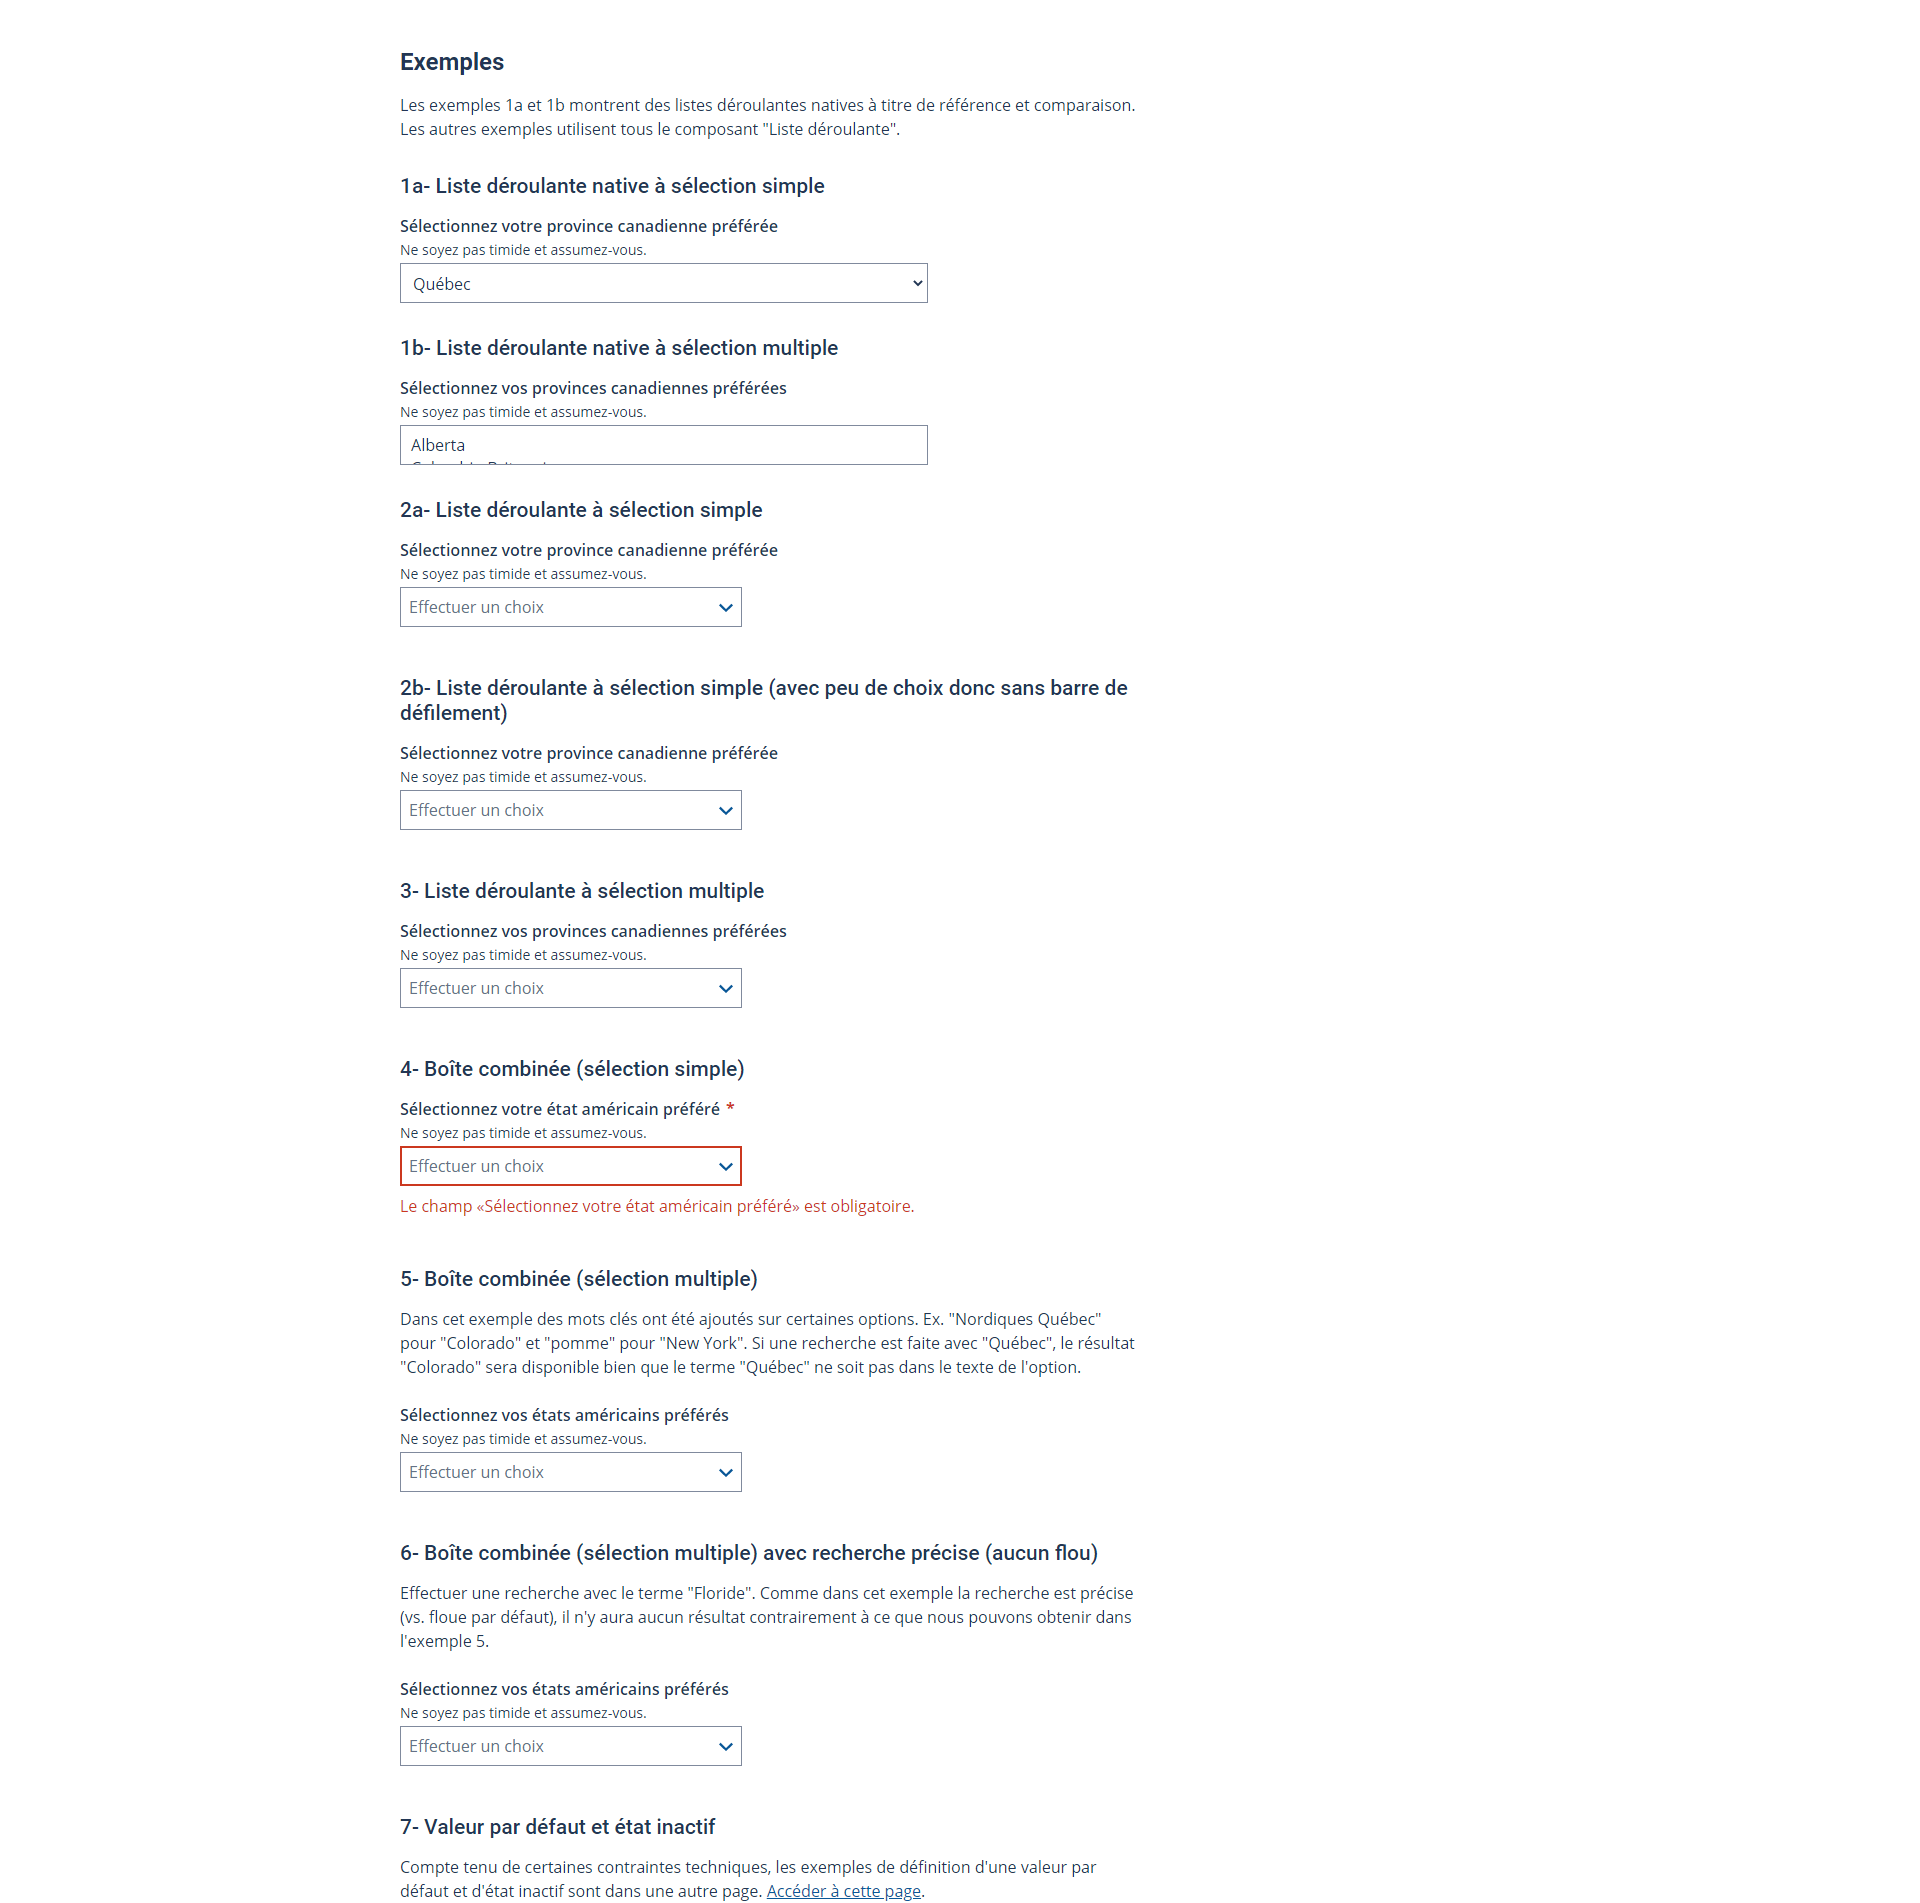 Exemples
Les exemples 1a et 1b montrent des listes déroulantes natives à titre de référence et comparaison.
Les autres exemples utilisent tous le composant "Liste déroulante".
1a- Liste déroulante native à sélection simple
Sélectionnez votre province canadienne préférée
Ne soyez pas timide et assumez-vous.
Québec
1b- Liste déroulante native à sélection multiple
Sélectionnez vos provinces canadiennes préférées
Ne soyez pas timide et assumez-vous.
Alberta
2a- Liste déroulante à sélection simple
Sélectionnez votre province canadienne préférée
Ne soyez pas timide et assumez-vous.
Effectuer un choix
2b- Liste déroulante à sélection simple (avec peu de choix donc sans barre de
défilement)
Sélectionnez votre province canadienne préférée
Ne soyez pas timide et assumez-vous.
Effectuer un choix
3- Liste déroulante à sélection multiple
Sélectionnez vos provinces canadiennes préférées
Ne soyez pas timide et assumez-vous.
Effectuer un choix
4- Boîte combinée (sélection simple)
Sélectionnez votre état américain préféré *
Ne soyez pas timide et assumez-vous.
Effectuer un choix
Le champ «Sélectionnez votre état américain préféré» est obligatoire.
5- Boîte combinée (sélection multiple)
Dans cet exemple des mots clés ont été ajoutés sur certaines options. Ex. "Nordiques Québec"
pour "Colorado" et "pomme" pour "New York". Si une recherche est faite avec "Québec", le résultat
"Colorado" sera disponible bien que le terme "Québec" ne soit pas dans le texte de l'option.
Sélectionnez vos états américains préférés
Ne soyez pas timide et assumez-vous.
Effectuer un choix
6- Boîte combinée (sélection multiple) avec recherche précise (aucun flou)
Effectuer une recherche avec le terme "Floride". Comme dans cet exemple la recherche est précise
(vs. floue par défaut), il n'y aura aucun résultat contrairement à ce que nous pouvons obtenir dans
l'exemple 5.
Sélectionnez vos états américains préférés
Ne soyez pas timide et assumez-vous.
Effectuer un choix
7- Valeur par défaut et état inactif
Compte tenu de certaines contraintes techniques, les exemples de définition d'une valeur par
défaut et d'état inactif sont dans une autre page. Accéder à cette page.